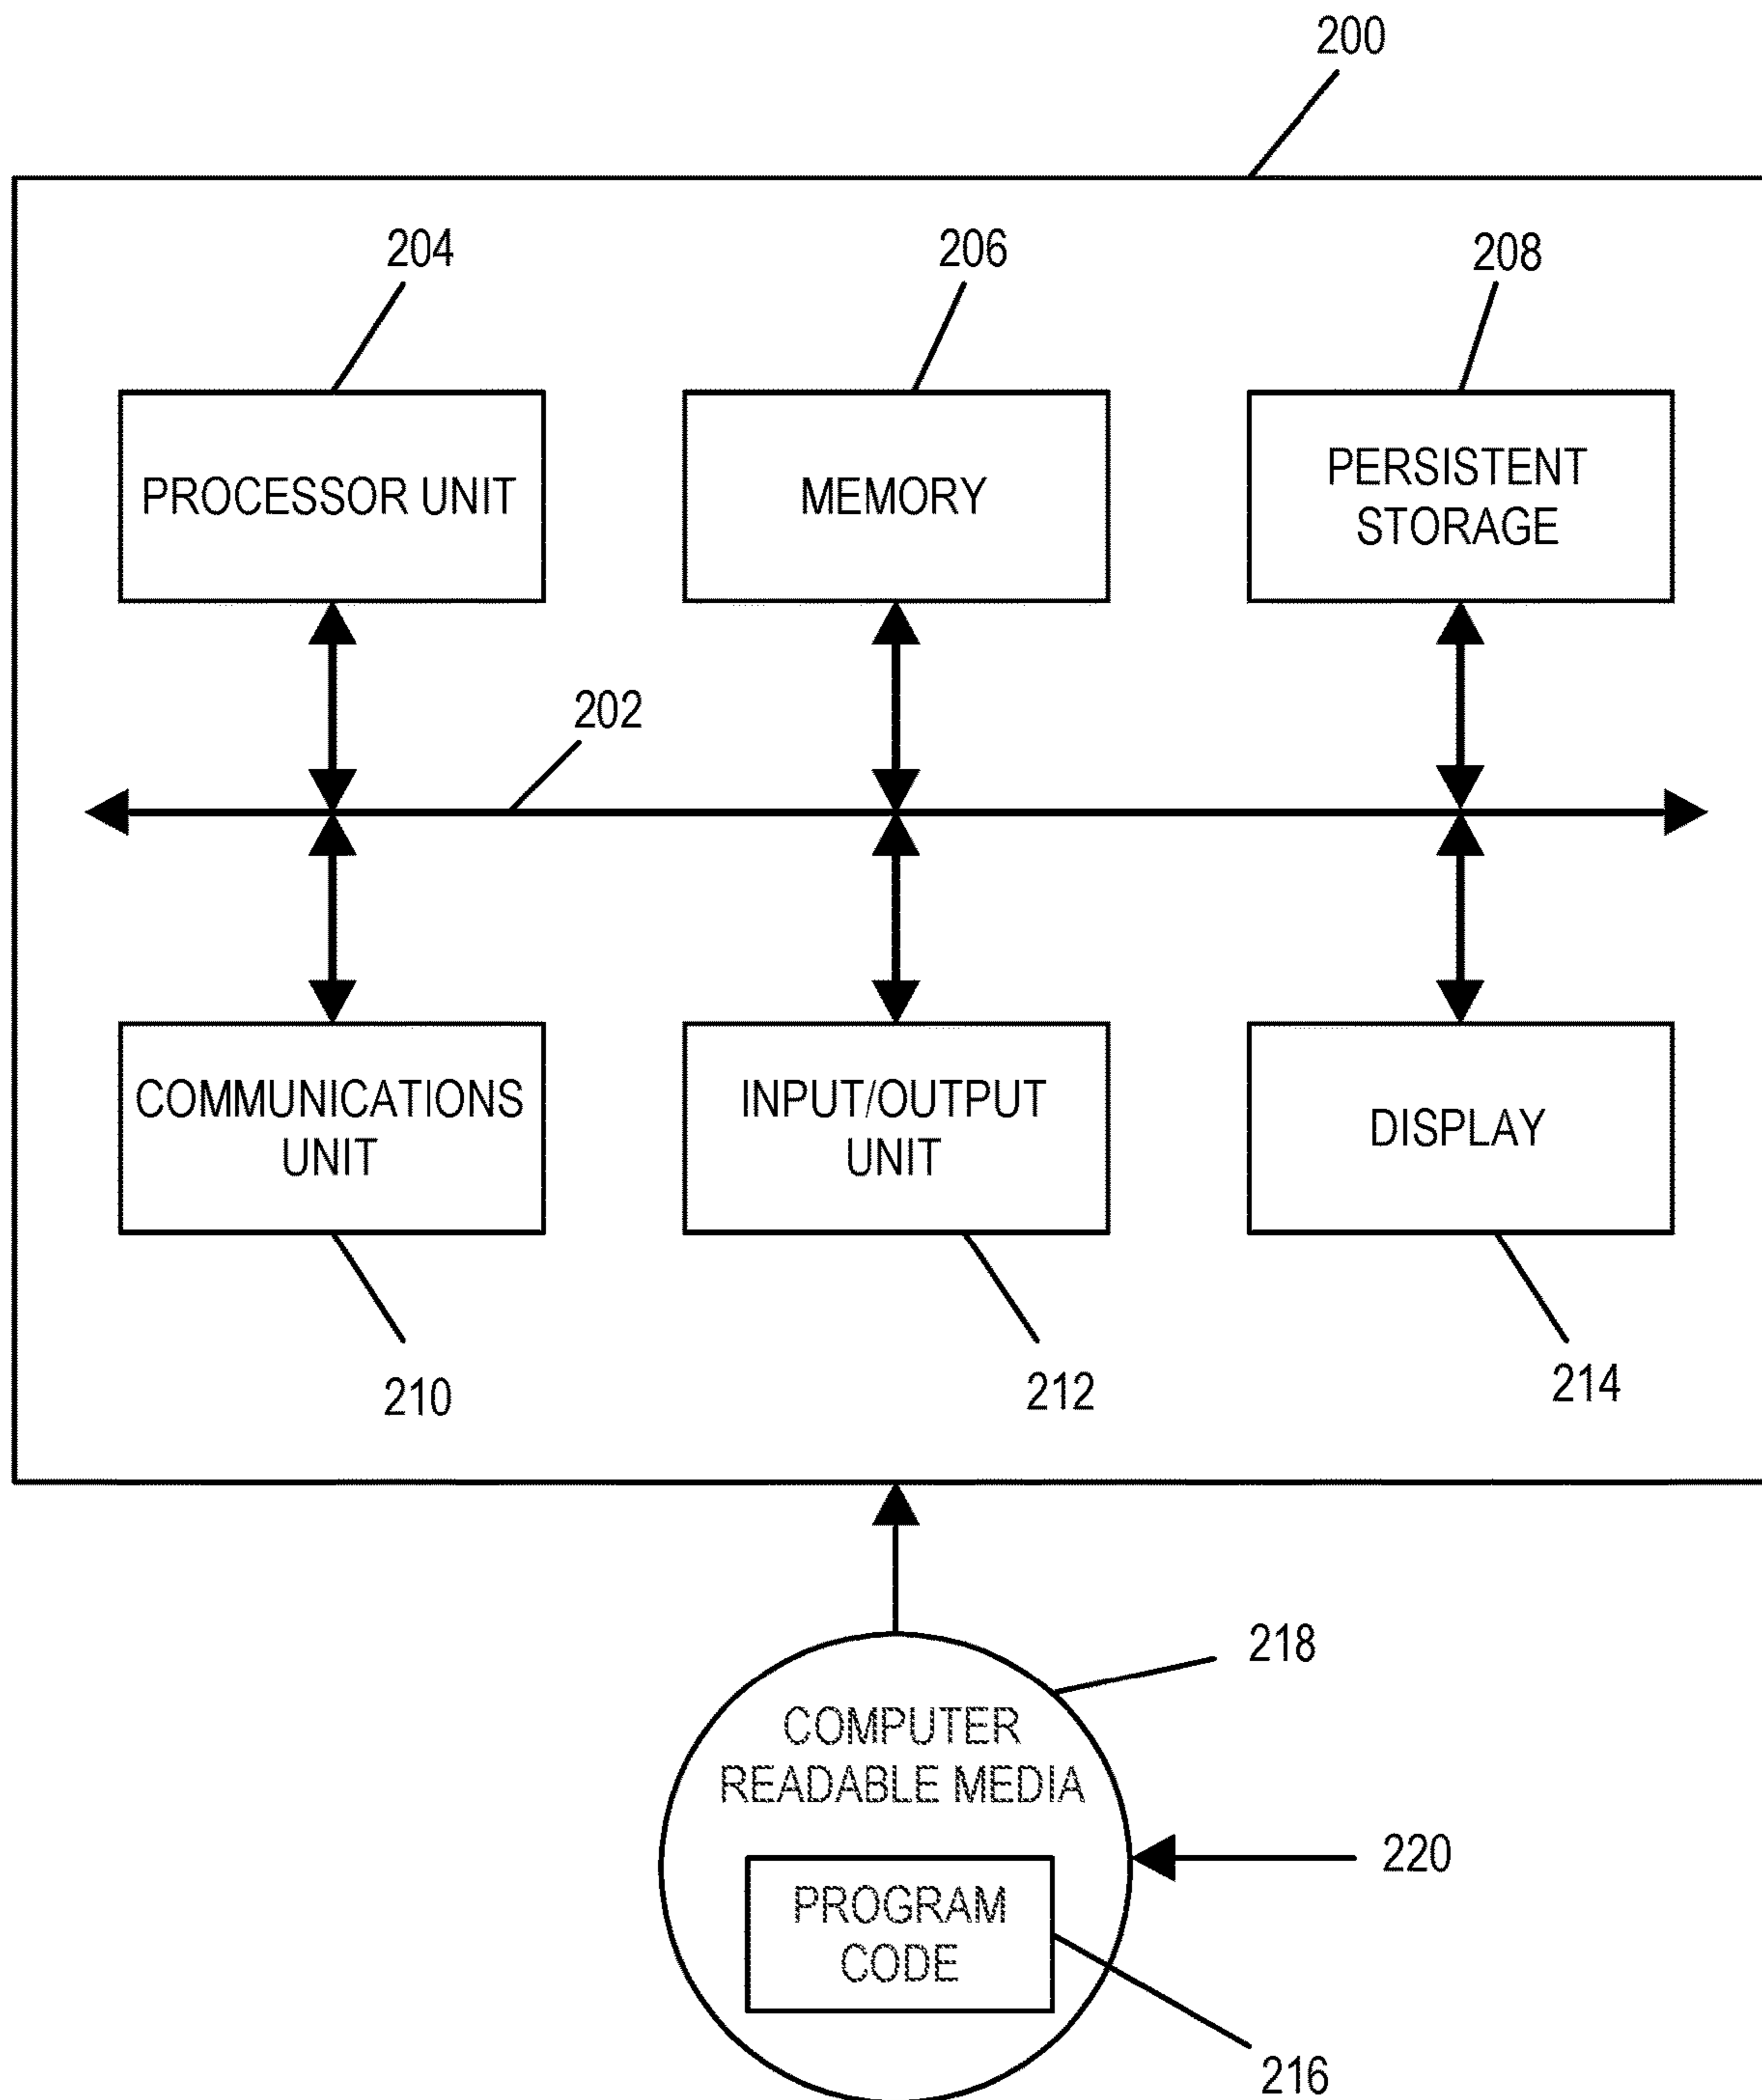 200
204
206
208
PROCESSOR UNIT
MEMORY
PERSISTENT
STORAGE
202
COMMUNICATIONS
UNIT
INPUT/OUTPUT
UNIT
DISPLAY
210
212
214
218
COMPUTER
READABLE MEDIA
220
PROGRAM
CODE
216